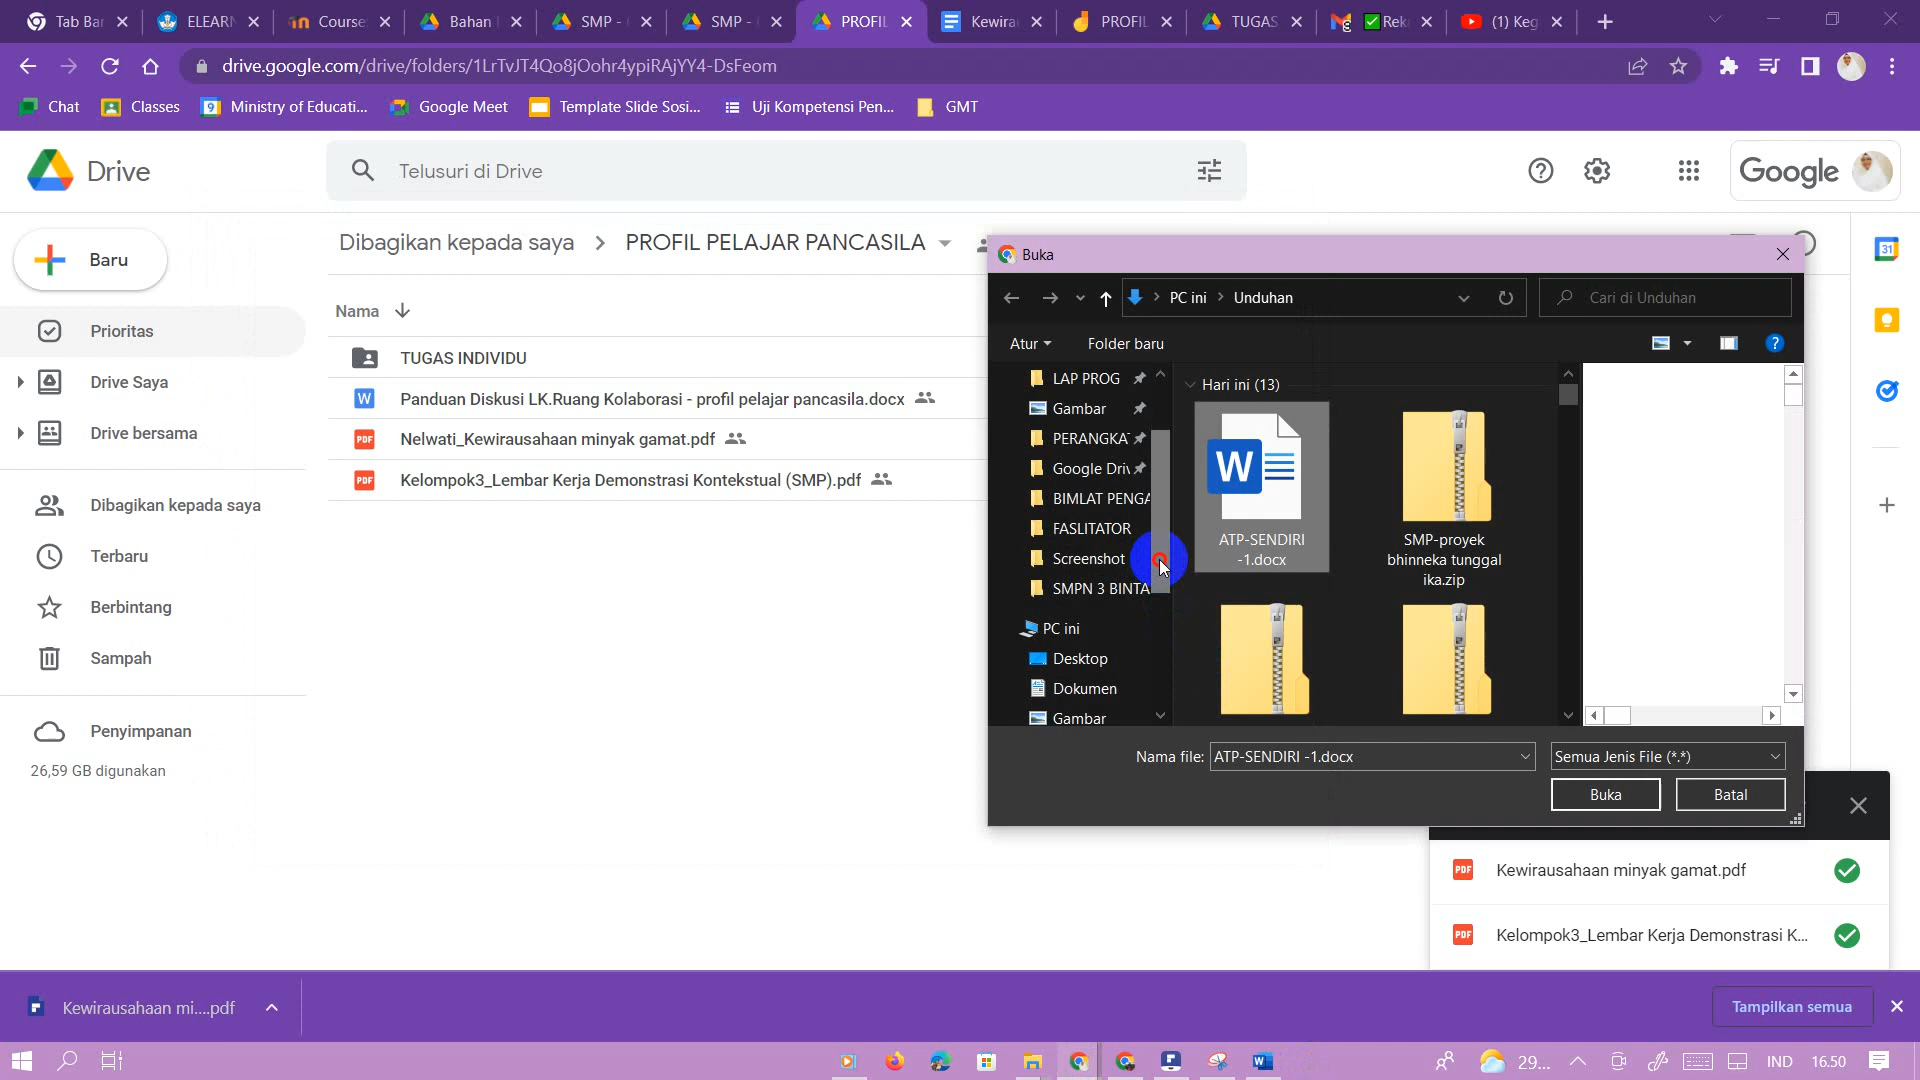 Tab Bar
ELEARN
Course
Bahan
SMP -
SMP -
PROFIL
Kewira
PROFIL
TUGAS
Rek
(1) Keg
drive.google.com/drive/folders/1LrTvJT4Qo8jOohr4ypiRAjYY4-DsFeom
Chat
Classes
Ministry of Educati...
Google Meet
Template Slide Sosi...
Uji Kompetensi Pen...
GMT
Drive
Telusuri di Drive
Google
Baru
Dibagikan kepada saya > PROFIL PELAJAR PANCASILA
Nama
Prioritas
Drive Saya
Drive bersama
Dibagikan kepada saya
Terbaru
Berbintang
Sampah
Penyimpanan
26,59 GB digunakan
TUGAS INDIVIDU
Panduan Diskusi LK.Ruang Kolaborasi - profil pelajar pancasila.docx
Nelwati_Kewirausahaan minyak gamat.pdf
Kelompok3_Lembar Kerja Demonstrasi Kontekstual (SMP).pdf
Buka
PC ini > Unduhan
Cari di Unduhan
Atur
Folder baru
LAP PROG
Gambar
PERANGKAT
Google Driv
BIMLAT PENGA
FASLITATOR
Screenshot
SMPN 3 BINTA
PC ini
Desktop
Dokumen
Gambar
Hari ini (13)
ATP-SENDIRI
-1.docx
SMP-proyek
bhinneka tunggal
ika.zip
Nama file:
ATP-SENDIRI -1.docx
Semua Jenis File (*.*)
Buka
Batal
Kewirausahaan minyak gamat.pdf
Kelompok3_Lembar Kerja Demonstrasi K...
Kewirausahaan mi....pdf
Tampilkan semua
29...
IND
16.50